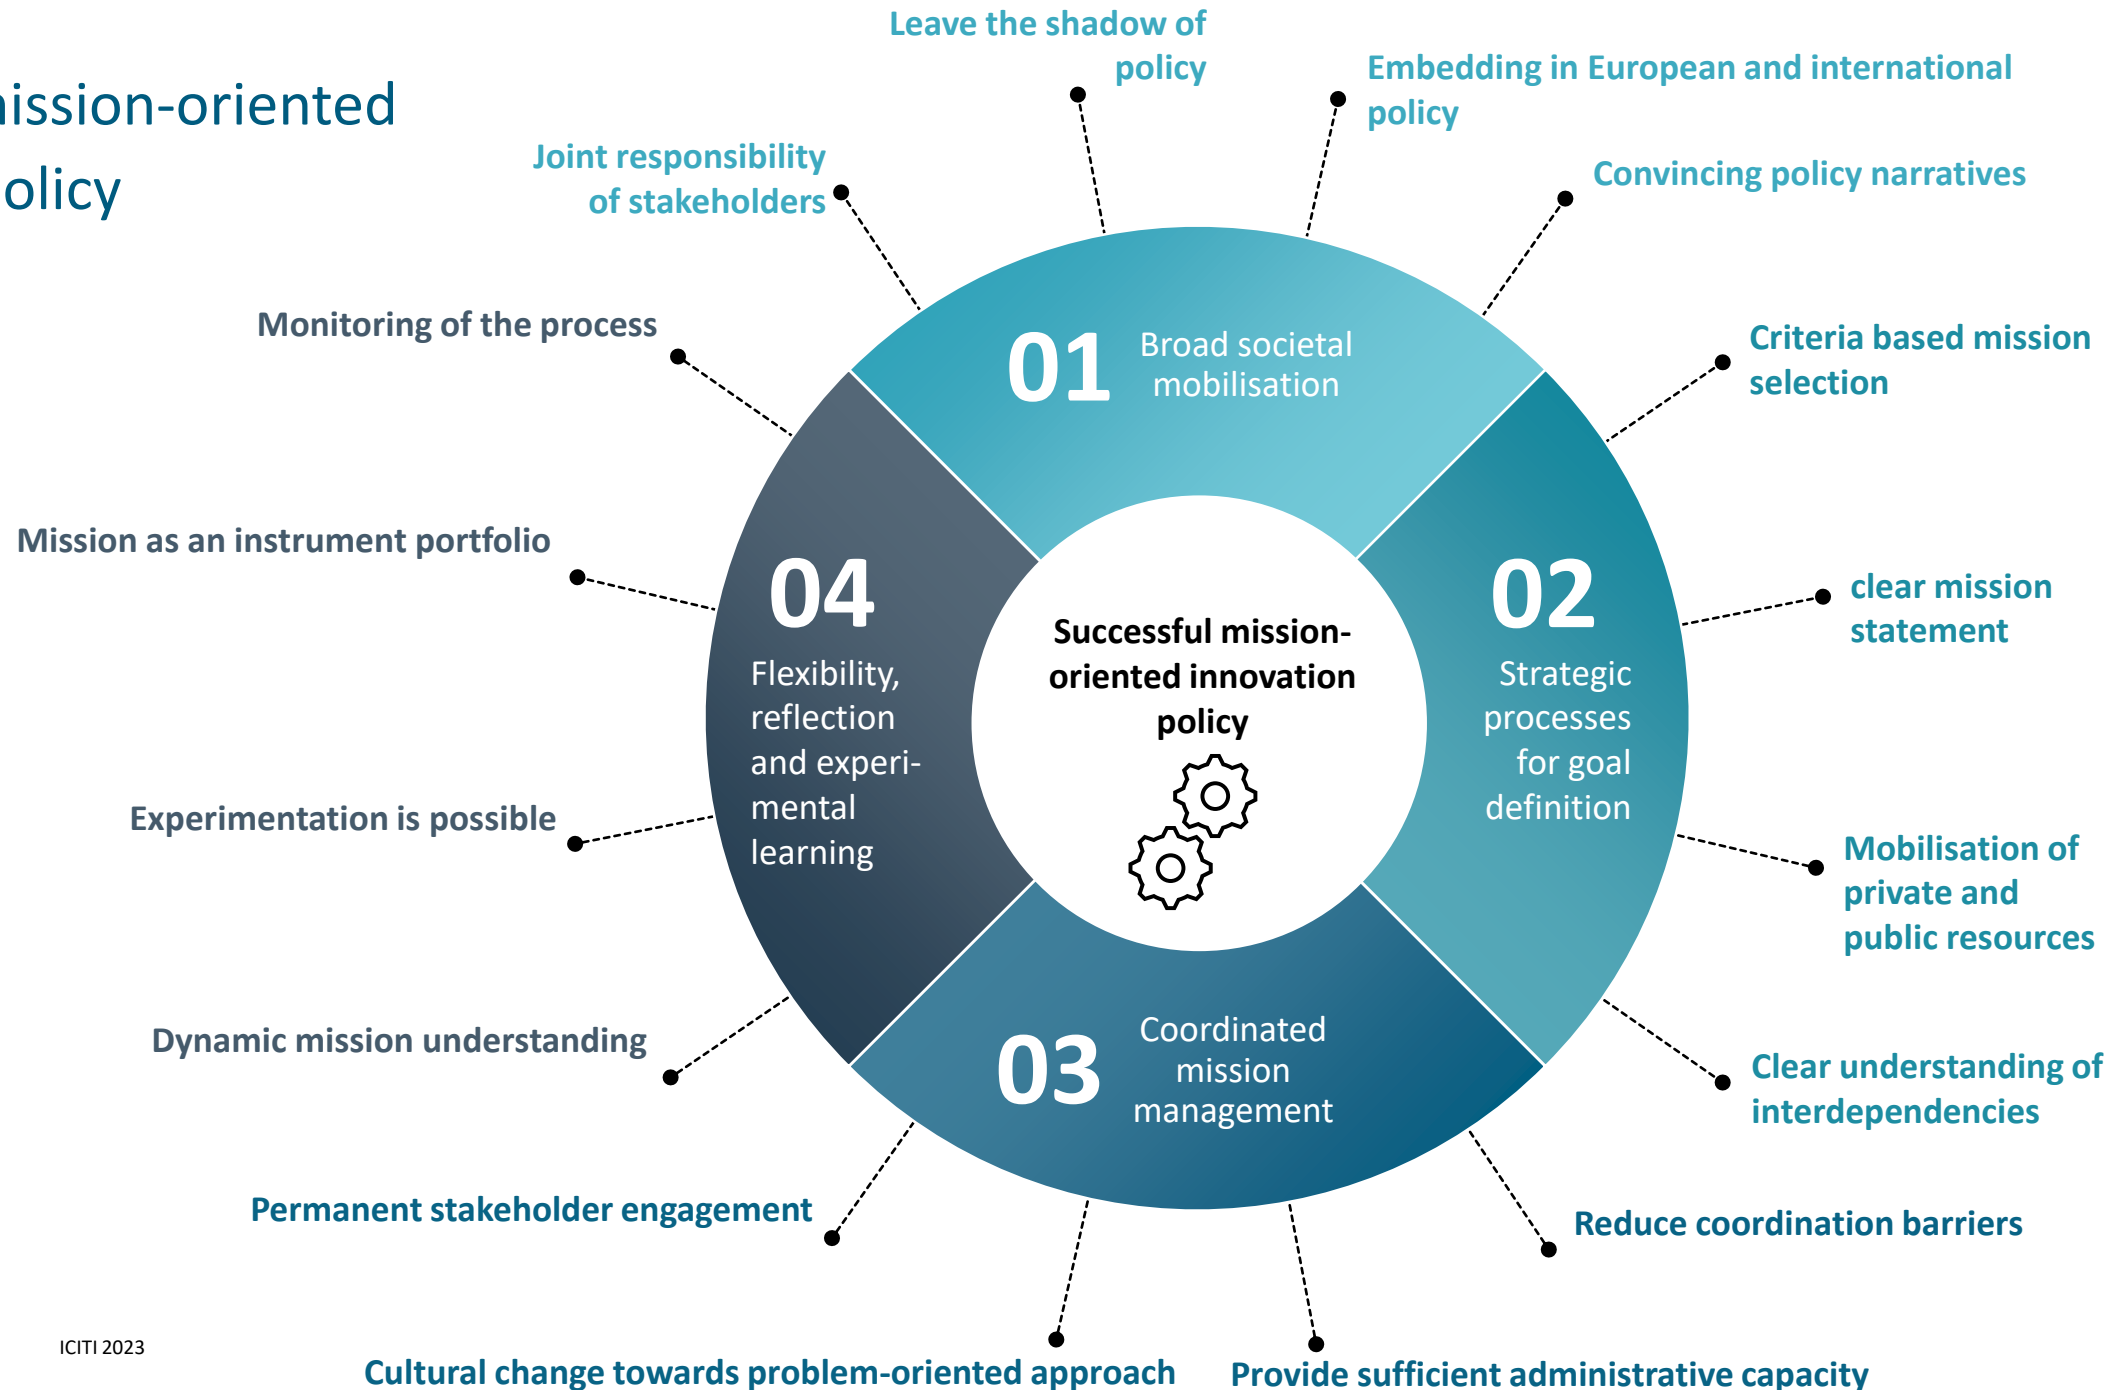 mission-oriented
olicy
Leave the shadow of
policy
Embedding in European and international
policy
Joint responsibility
of stakeholders
Convincing policy narratives
Monitoring of the process
01
Broad societal
mobilisation
Criteria based mission
selection
Mission as an instrument portfolio
04
Flexibility,
reflection
and experi-
mental
learning
Successful mission-
oriented innovation
policy
02
Strategic
processes
for goal
definition
clear mission
statement
Experimentation is possible
Mobilisation of
private and
public resources
Dynamic mission understanding
03
Coordinated
mission
management
Clear understanding of
interdependencies
Permanent stakeholder engagement
Reduce coordination barriers
ICITI 2023
Cultural change towards problem-oriented approach
Provide sufficient administrative capacity